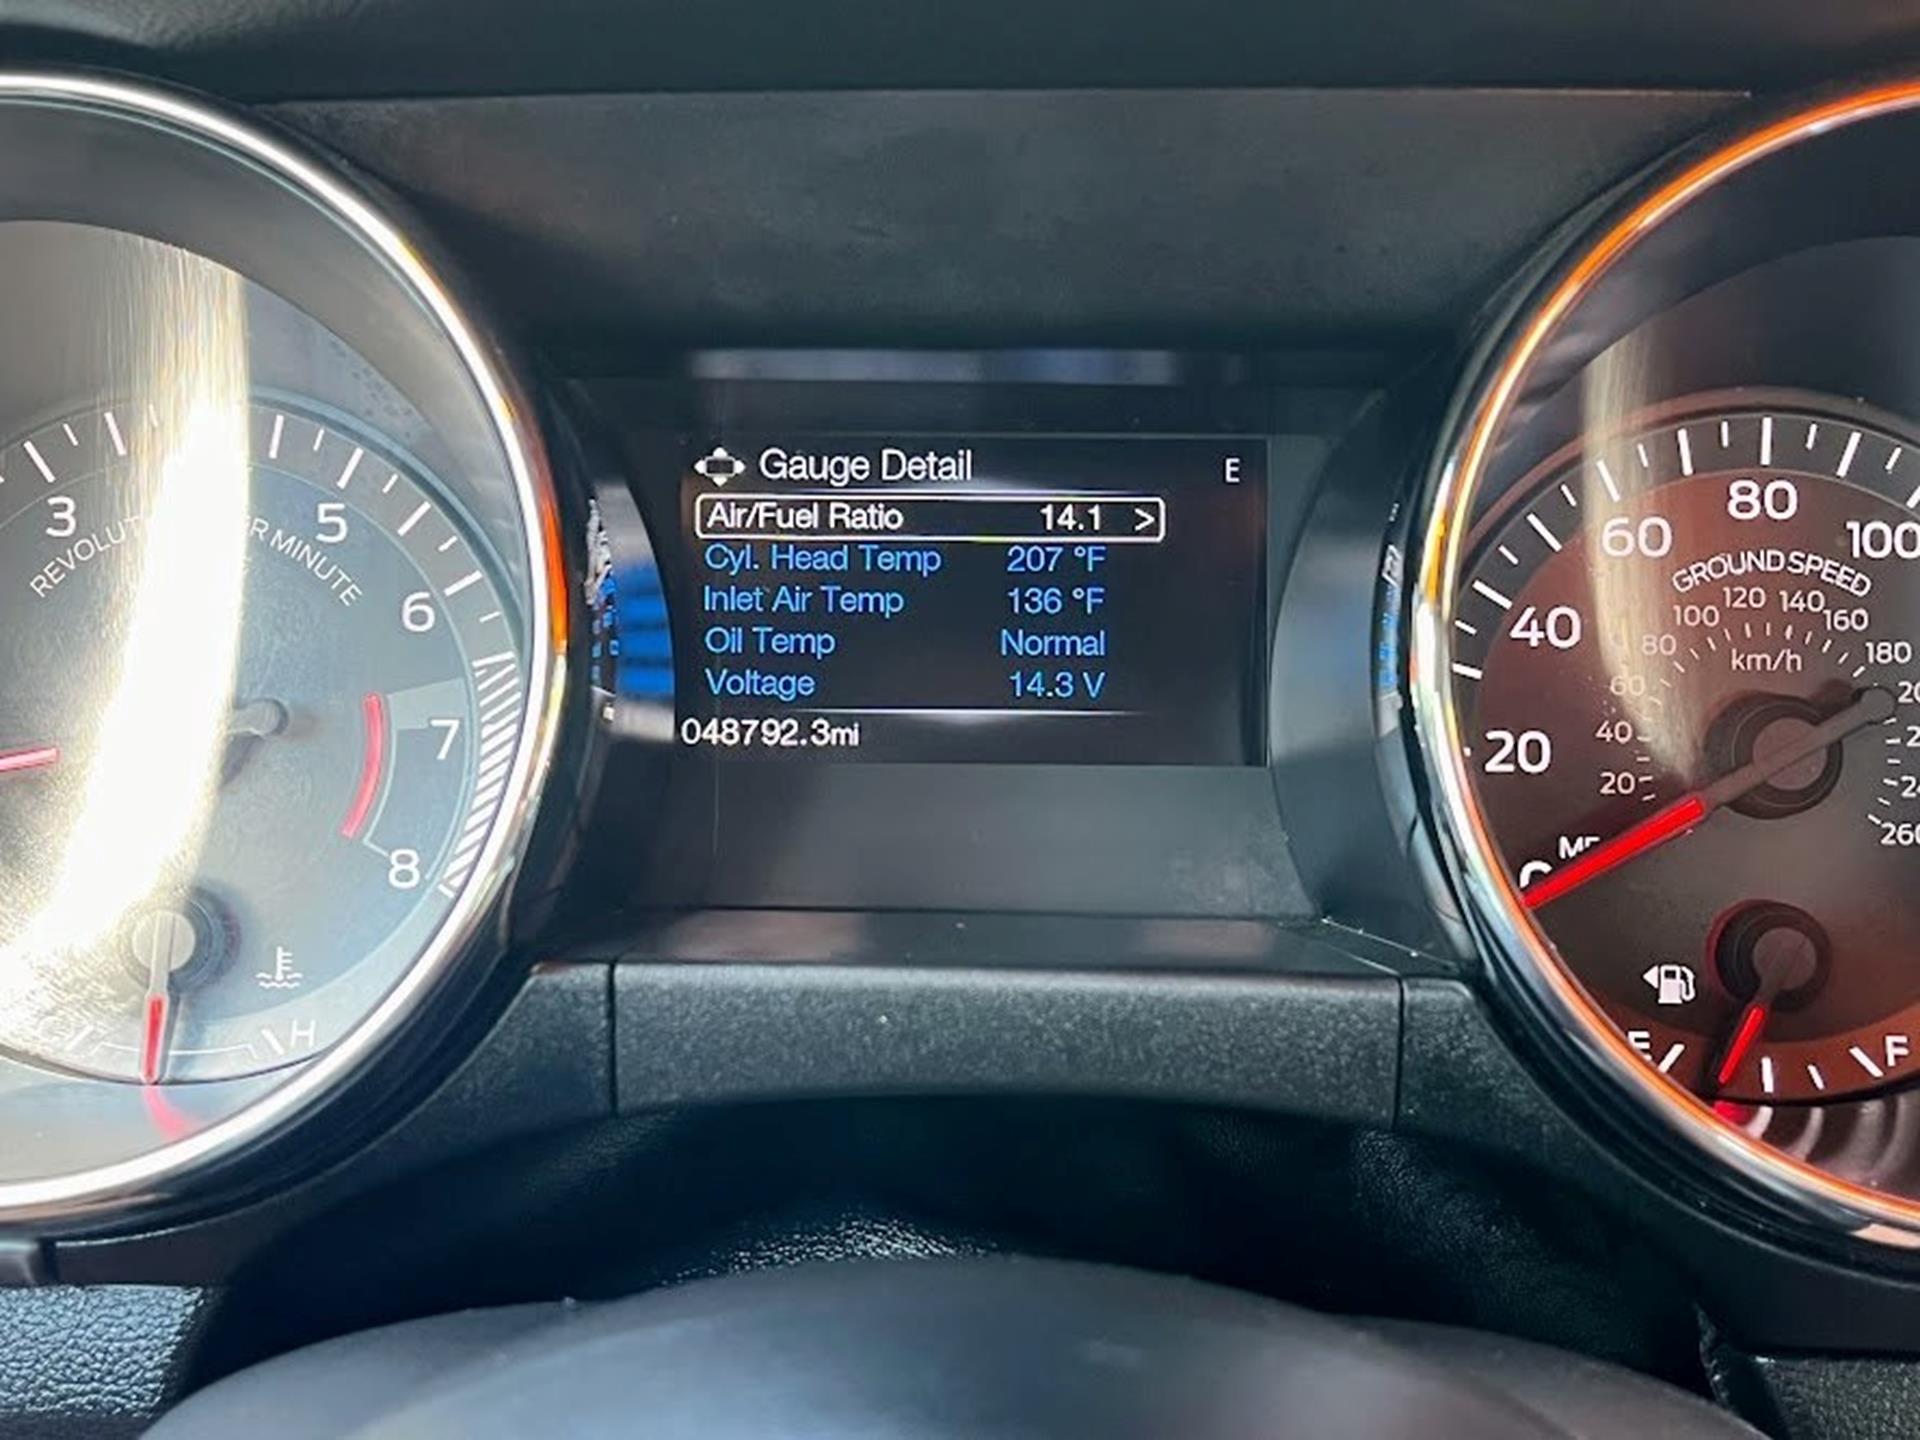 Gauge Detail E
Air/Fuel Ratio 14.1 >
Cyl. Head Temp 207 °F
Inlet Air Temp 136 °F
Oil Temp Normal
Voltage 14.3 V
048792.3mi
3
5
6
7
8
MINUTE
H
20
40
60
80
100
GROUND SPEED
20
40
60
80
100
120
140
160
180
260
km/h
0
E
F